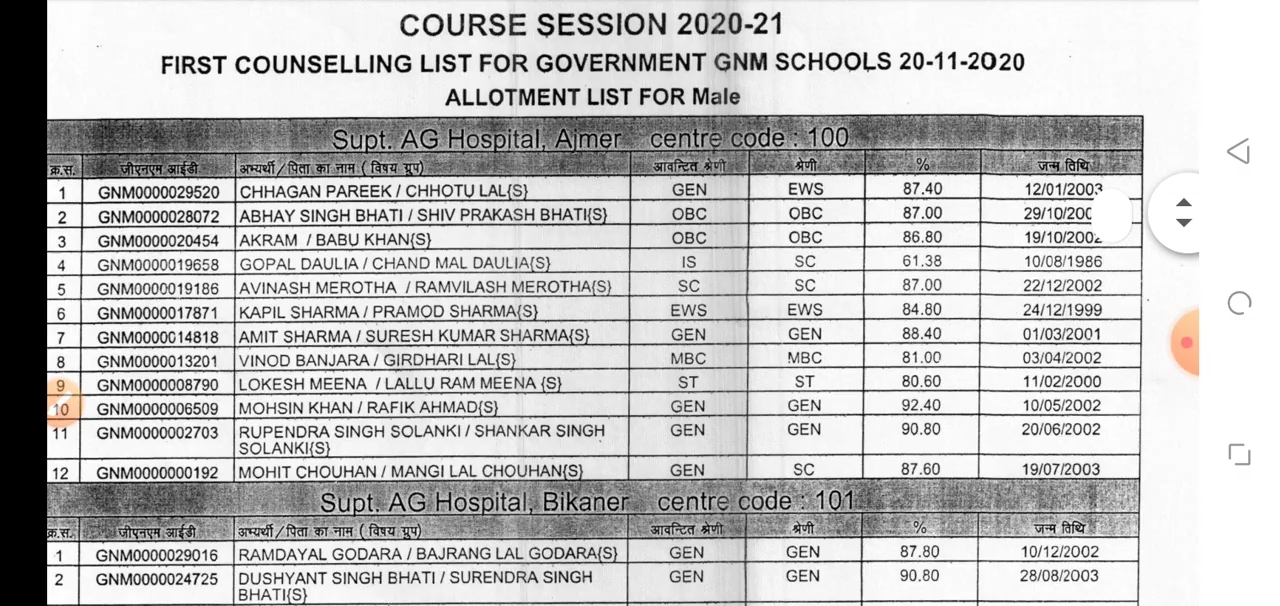 COURSE SESSION 2020-21
FIRST COUNSELLING LIST FOR GOVERNMENT GNM SCHOOLS 20-11-2020
ALLOTMENT LIST FOR Male
Supt. AG Hospital, Ajmer centre code : 100
क्र.स. जीएनएम आईडी अभ्यर्थी/पिता का नाम ( विषय ग्रुप) आवन्टित श्रेणी श्रेणी % जन्म तिथि
1 GNM0000029520 CHHAGAN PAREEK / CHHOTU LAL{S} GEN EWS 87.40 12/01/2003
2 GNM0000028072 ABHAY SINGH BHATI / SHIV PRAKASH BHATI{S} OBC OBC 87.00 29/10/200
3 GNM0000020454 AKRAM / BABU KHAN{S} OBC OBC 86.80 19/10/2002
4 GNM0000019658 GOPAL DAULIA / CHAND MAL DAULIA{S} IS SC 61.38 10/08/1986
5 GNM0000019186 AVINASH MEROTHA / RAMVILASH MEROTHA{S} SC SC 87.00 22/12/2002
6 GNM0000017871 KAPIL SHARMA / PRAMOD SHARMA{S} EWS EWS 84.80 24/12/1999
7 GNM0000014818 AMIT SHARMA / SURESH KUMAR SHARMA{S} GEN GEN 88.40 01/03/2001
8 GNM0000013201 VINOD BANJARA / GIRDHARI LAL{S} MBC MBC 81.00 03/04/2002
9 GNM0000008790 LOKESH MEENA / LALLU RAM MEENA {S} ST ST 80.60 11/02/2000
10 GNM0000006509 MOHSIN KHAN / RAFIK AHMAD{S} GEN GEN 92.40 10/05/2002
11 GNM0000002703 RUPENDRA SINGH SOLANKI / SHANKAR SINGH GEN GEN 90.80 20/06/2002
SOLANKI{S}
12 GNM0000000192 MOHIT CHOUHAN / MANGI LAL CHOUHAN{S} GEN SC 87.60 19/07/2003
Supt. AG Hospital, Bikaner centre code : 101
क्र.स. जीएनएम आईडी अभ्यर्थी/पिता का नाम ( विषय ग्रुप) आवन्टित श्रेणी श्रेणी % जन्म तिथि
1 GNM0000029016 RAMDAYAL GODARA / BAJRANG LAL GODARA{S} GEN GEN 87.80 10/12/2002
2 GNM0000024725 DUSHYANT SINGH BHATI / SURENDRA SINGH GEN GEN 90.80 28/08/2003
BHATI{S}